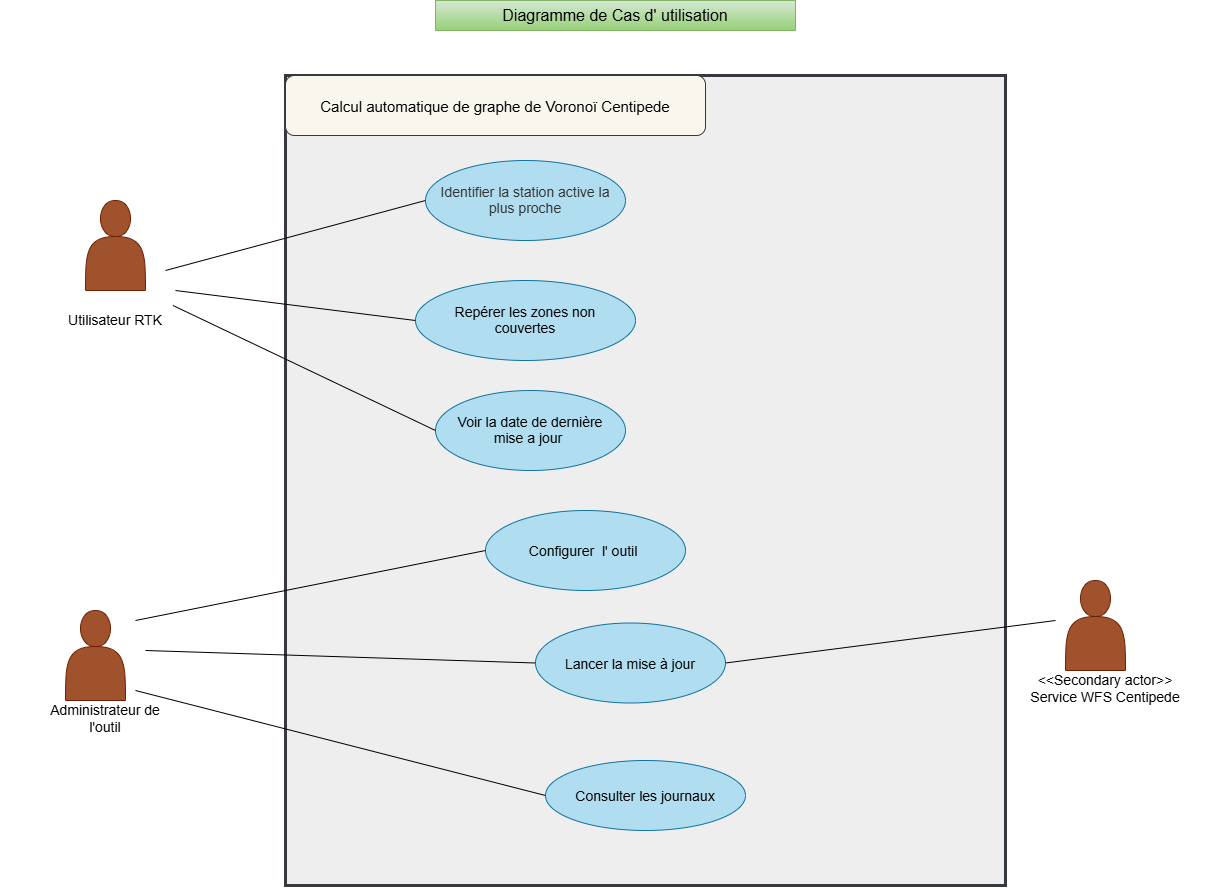 Diagramme de Cas d' utilisation
Calcul automatique de graphe de Voronoï Centipede
Identifier la station active la
plus proche
Utilisateur RTK
Repérer les zones non
couvertes
Voir la date de dernière
mise a jour
Configurer l' outil
Lancer la mise à jour
<<Secondary actor>>
Service WFS Centipede
Administrateur de
l'outil
Consulter les journaux